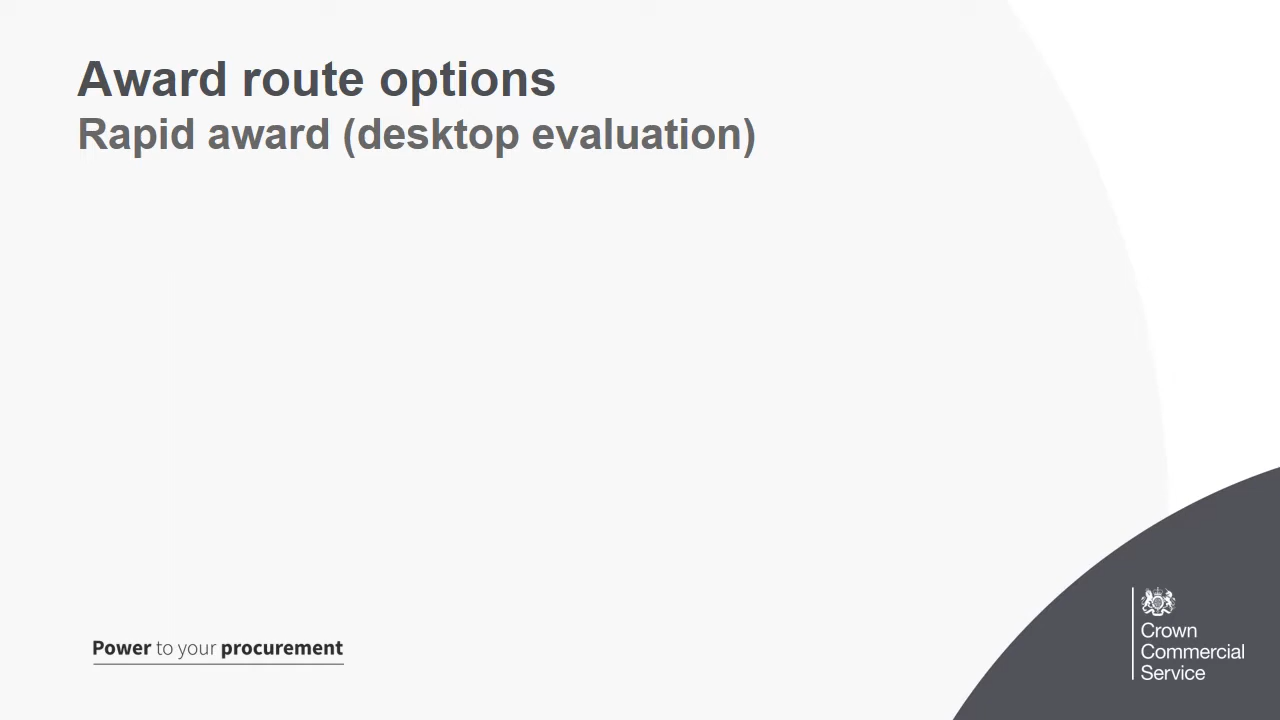 Award route options
Rapid award (desktop evaluation)
Power to your procurement
Crown
Commercial
Service